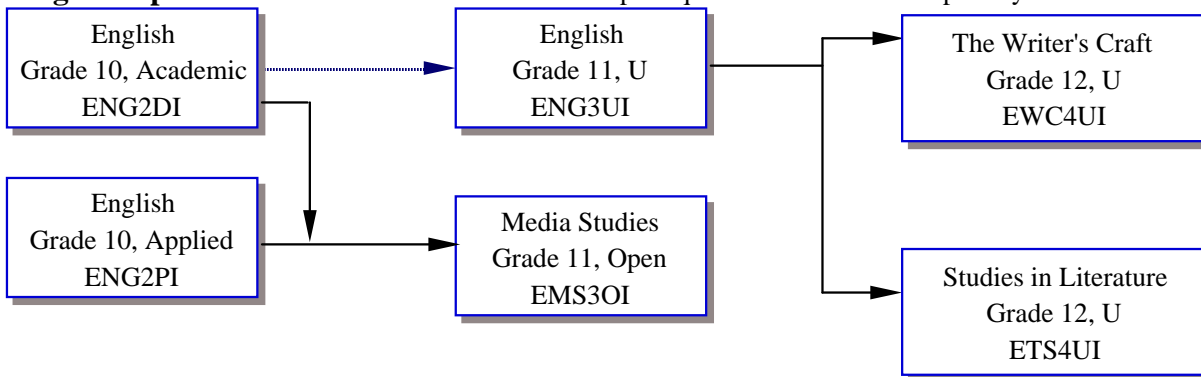 English
Grade 10, Academic
ENG2DI
English
Grade 11, U
ENG3UI
The Writer's Craft
Grade 12, U
EWC4UI
English
Grade 10, Applied
ENG2PI
Media Studies
Grade 11, Open
EMS3OI
Studies in Literature
Grade 12, U
ETS4UI